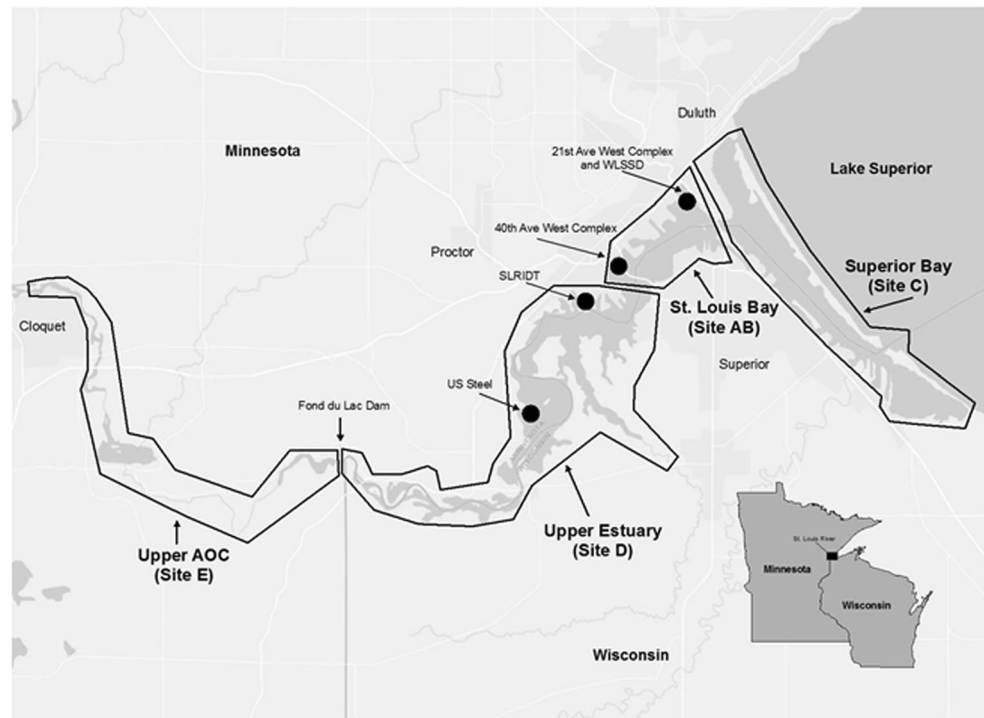 Duluth
Minnesota
21st Ave West Complex
and WLSSD
Lake Superior
40th Ave West Complex
Proctor
SLRIDT
Superior Bay
(Site C)
St. Louis Bay
(Site AB)
Cloquet
Superior
US Steel
Fond du Lac Dam
Upper Estuary
(Site D)
Upper AOC
(Site E)
St. Louis River
Minnesota
Wisconsin
Wisconsin